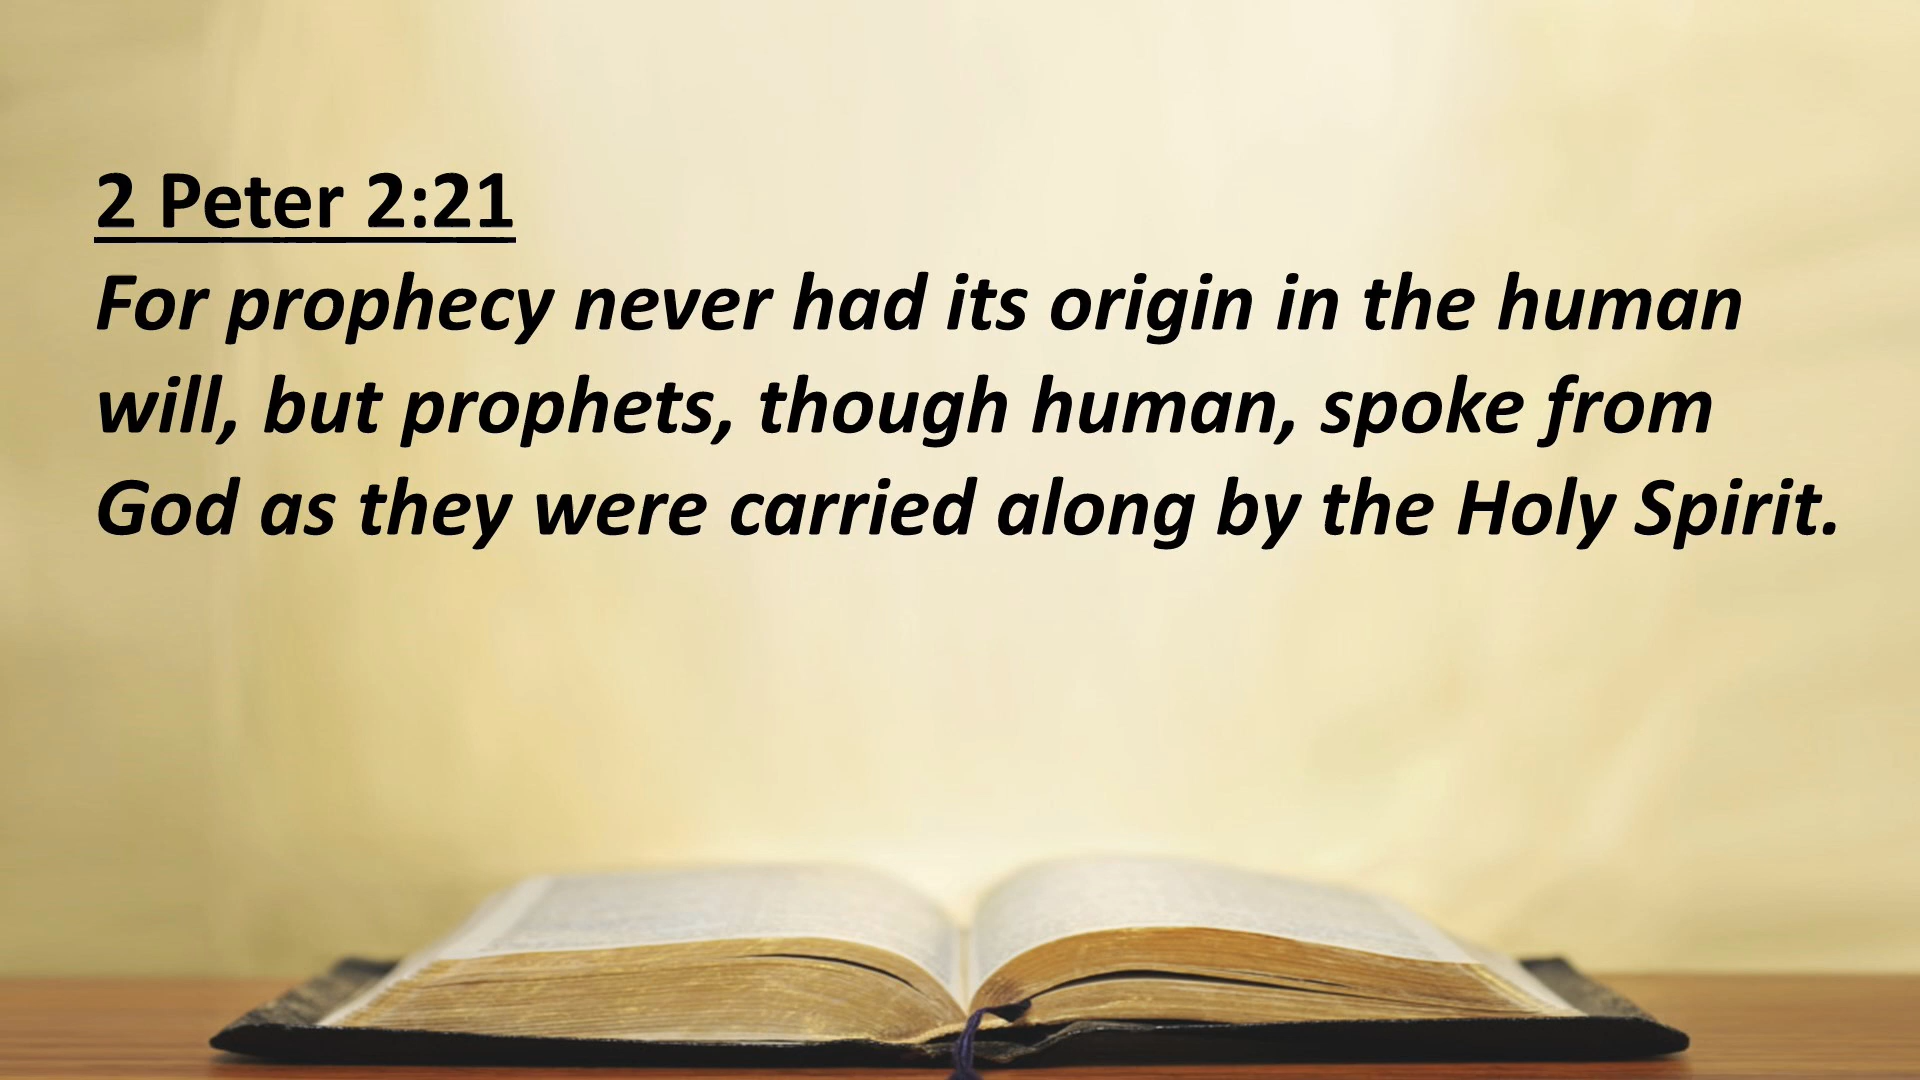 2 Peter 2:21
For prophecy never had its origin in the human
will, but prophets, though human, spoke from
God as they were carried along by the Holy Spirit.